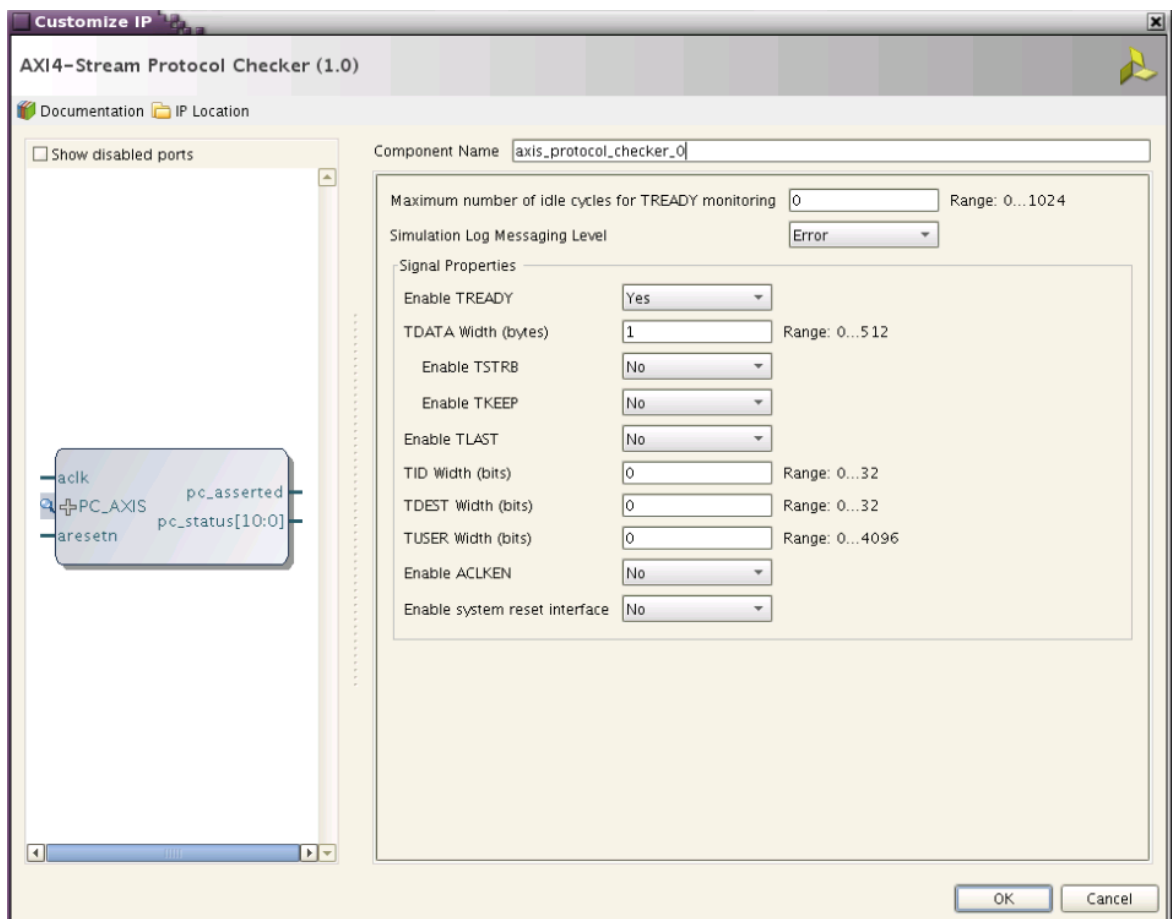 Customize IP
AXI4-Stream Protocol Checker (1.0)
Documentation IP Location
Show disabled ports
Component Name axis_protocol_checker_0
Maximum number of idle cycles for TREADY monitoring 0 Range: 0...1024
Simulation Log Messaging Level Error
Signal Properties
Enable TREADY Yes
TDATA Width (bytes) 1 Range: 0...512
Enable TSTRB No
Enable TKEEP No
Enable TLAST No
TID Width (bits) 0 Range: 0...32
TDEST Width (bits) 0 Range: 0...32
TUSER Width (bits) 0 Range: 0...4096
Enable ACLKEN No
Enable system reset interface No
aclk
PC_AXIS
aresetn
pc_asserted
pc_status[10:0]
OK Cancel